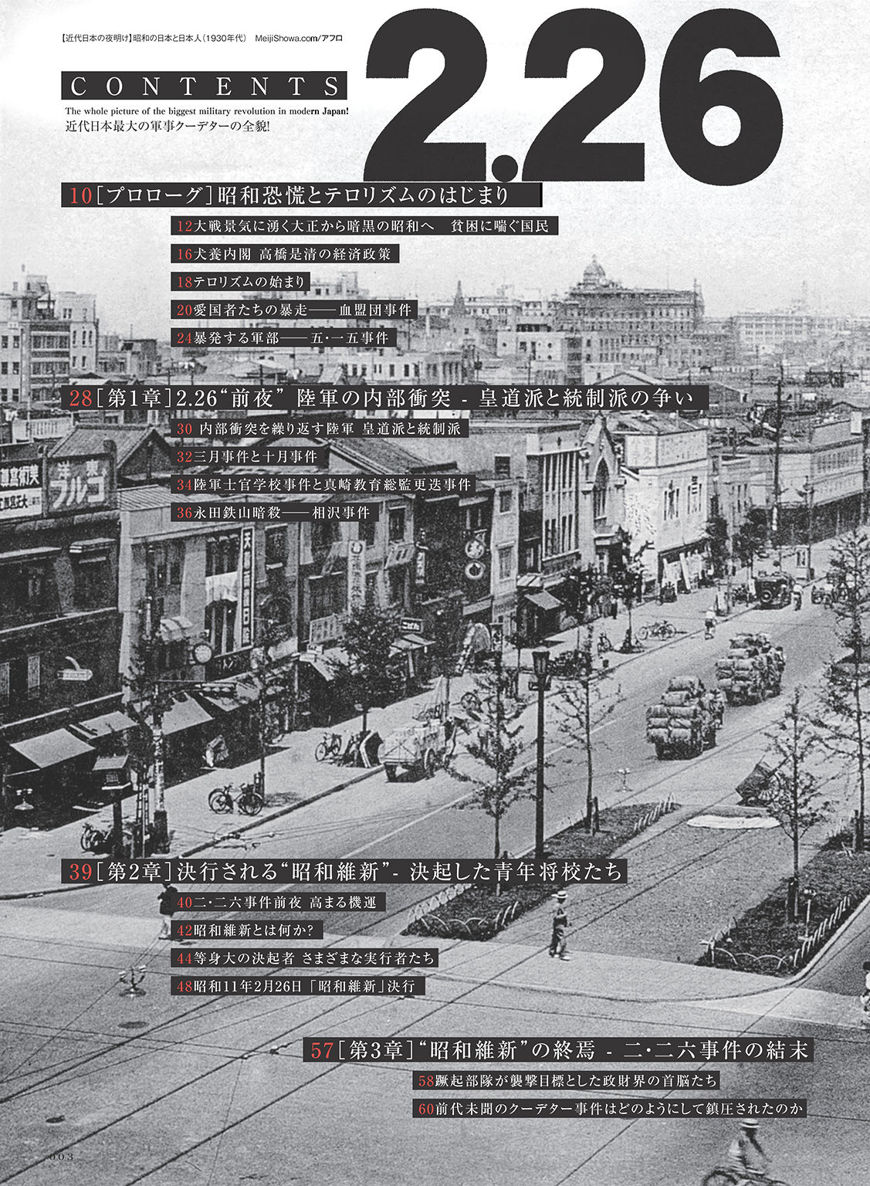 【近代日本の夜明け】昭和の日本と日本人（1930年代） MeijiShowa.com/アフロ
2.26
CONTENTS
The whole picture of the biggest military revolution in modern Japan!
近代日本最大の軍事クーデターの全貌!
10［プロローグ］昭和恐慌とテロリズムのはじまり
12大戦景気に湧く大正から暗黒の昭和へ　貧困に喘ぐ国民
16犬養内閣 高橋是清の経済政策
18テロリズムの始まり
20愛国者たちの暴走――血盟団事件
24暴発する軍部――五・一五事件
28［第1章］2.26“前夜” 陸軍の内部衝突 - 皇道派と統制派の争い
30 内部衝突を繰り返す陸軍 皇道派と統制派
32三月事件と十月事件
34陸軍士官学校事件と真崎教育総監更迭事件
36永田鉄山暗殺――相沢事件
39［第2章］決行される“昭和維新”- 決起した青年将校たち
40二・二六事件前夜 高まる機運
42昭和維新とは何か?
44等身大の決起者 さまざまな実行者たち
48昭和11年2月26日 「昭和維新」決行
57［第3章］“昭和維新”の終焉 - 二・二六事件の結末
58蹶起部隊が襲撃目標とした政財界の首脳たち
60前代未聞のクーデター事件はどのようにして鎮圧されたのか
003